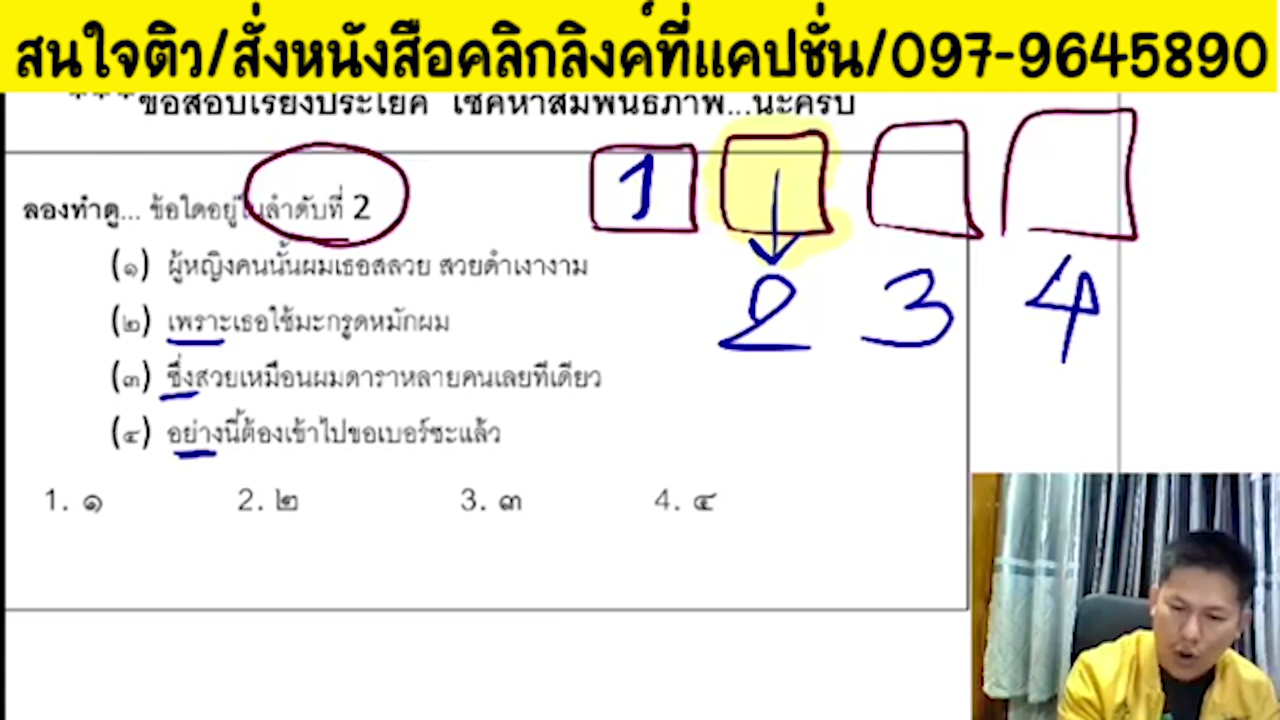 สนใจติว/สั่งหนังสือคลิกลิงค์ที่แคปชั่น/097-9645890
***ข้อสอบเรียงประโยค เช็คหาสัมพันธภาพ...นะครับ
ลองทำดู... ข้อใดอยู่ในลำดับที่ 2
1 2 3 4
(๑) ผู้หญิงคนนั้นผมเธอสลวย สวยดำเงางาม
(๒) เพราะเธอใช้มะกรูดหมักผม
(๓) ซึ่งสวยเหมือนผมดาราหลายคนเลยทีเดียว
(๔) อย่างนี้ต้องเข้าไปขอเบอร์ซะแล้ว
1. ๑ 2. ๒ 3. ๓ 4. ๔